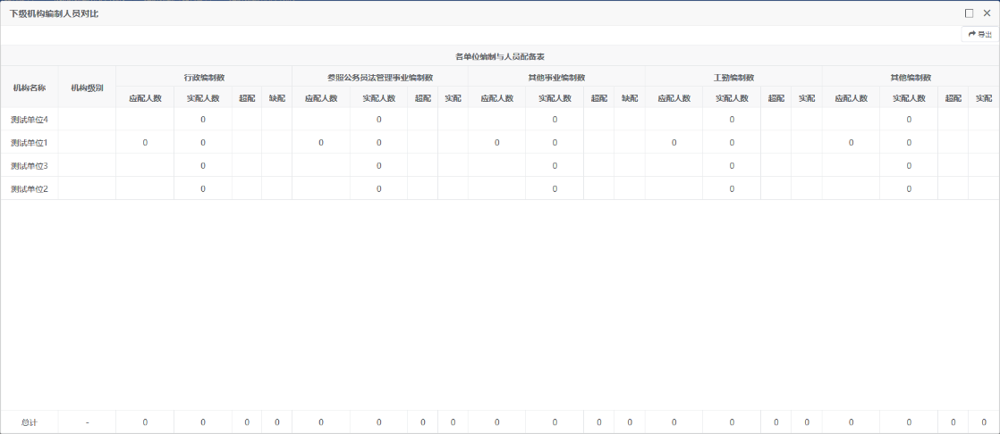 下级机构编制人员对比
导出
各单位编制与人员配备表
机构名称 机构级别 行政编制数 参照公务员法管理事业编制数 其他事业编制数 工勤编制数 其他编制数
应配人数 实配人数 超配 缺配 应配人数 实配人数 超配 实配 应配人数 实配人数 超配 缺配 应配人数 实配人数 超配 实配 应配人数 实配人数 超配 实配
测试单位4 0 0 0 0 0
测试单位1 0 0 0 0 0 0 0 0 0 0
测试单位3 0 0 0 0 0
测试单位2 0 0 0 0 0
总计 - 0 0 0 0 0 0 0 0 0 0 0 0 0 0 0 0 0 0 0 0